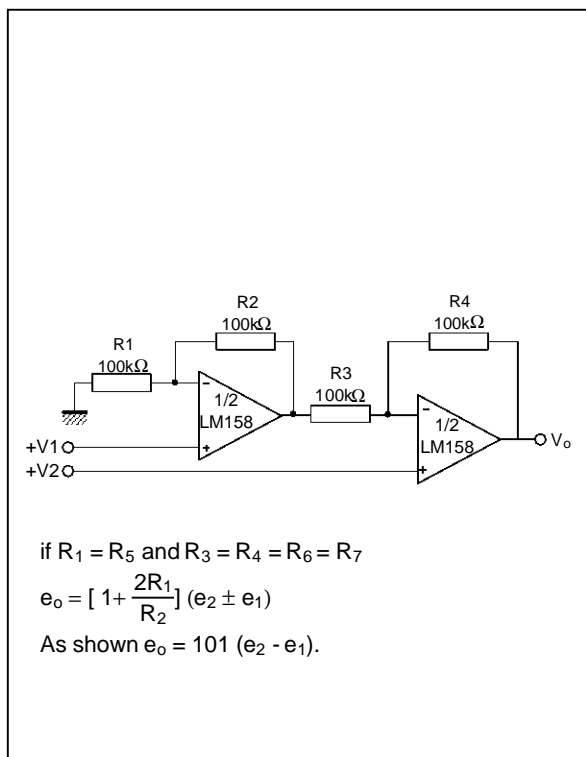 R2
100kΩ
R4
100kΩ
R1
100kΩ
R3
100kΩ
1/2
LM158
1/2
LM158
+V1
+V2
Vₒ
if R₁ = R₅ and R₃ = R₄ = R₆ = R₇
eₒ = [ 1+ 2R₁/R₂ ] (e₂ ± e₁)
As shown eₒ = 101 (e₂ - e₁).